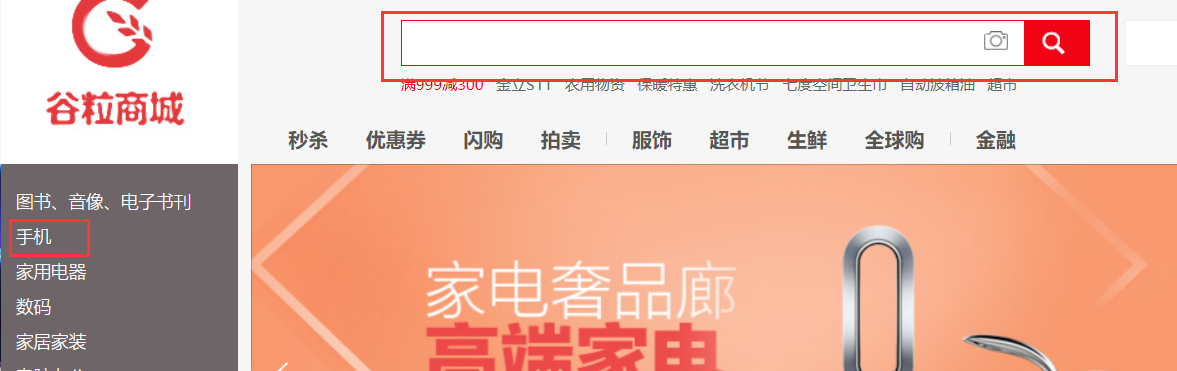 谷粒商城
满999减300 金立S11 农用物资 保暖特惠 洗衣机节 七度空间卫生巾 自动波箱油 超市
秒杀 优惠券 闪购 拍卖 服饰 超市 生鲜 全球购 金融
图书、音像、电子书刊
手机
家用电器
数码
家居家装
家电奢品廊
高端家电